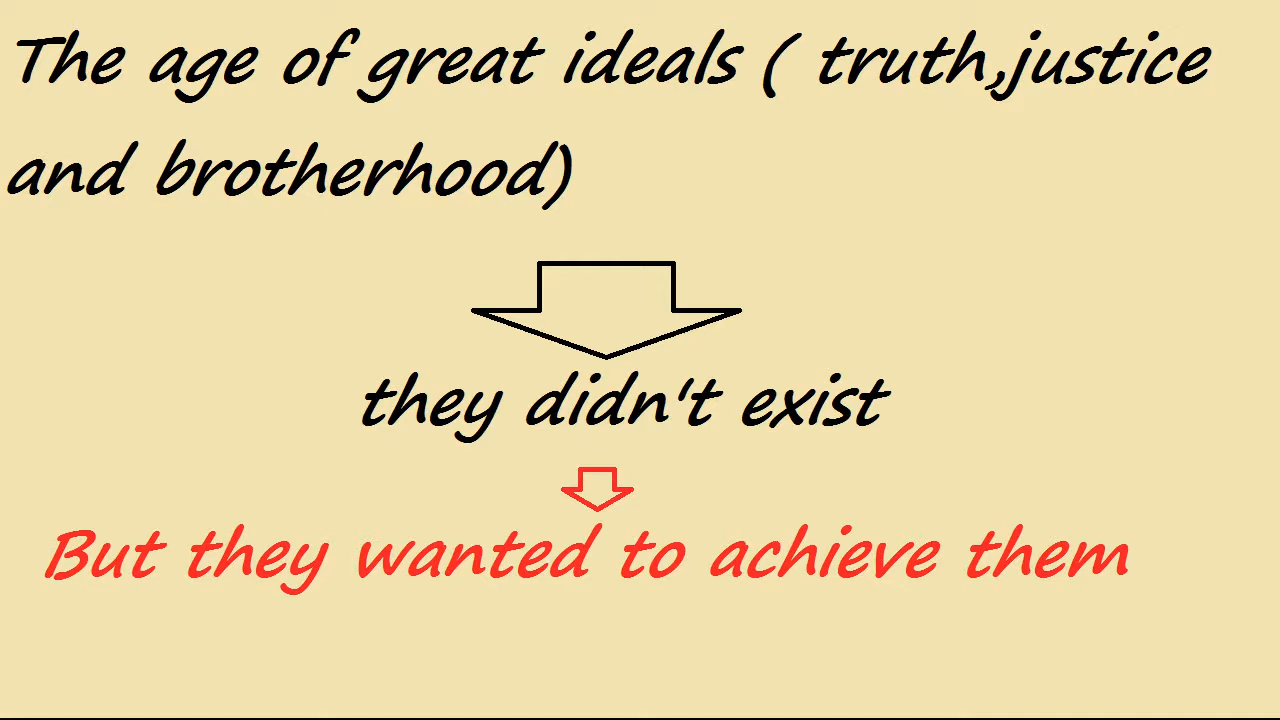 The age of great ideals ( truth,justice
and brotherhood)
they didn't exist
But they wanted to achieve them